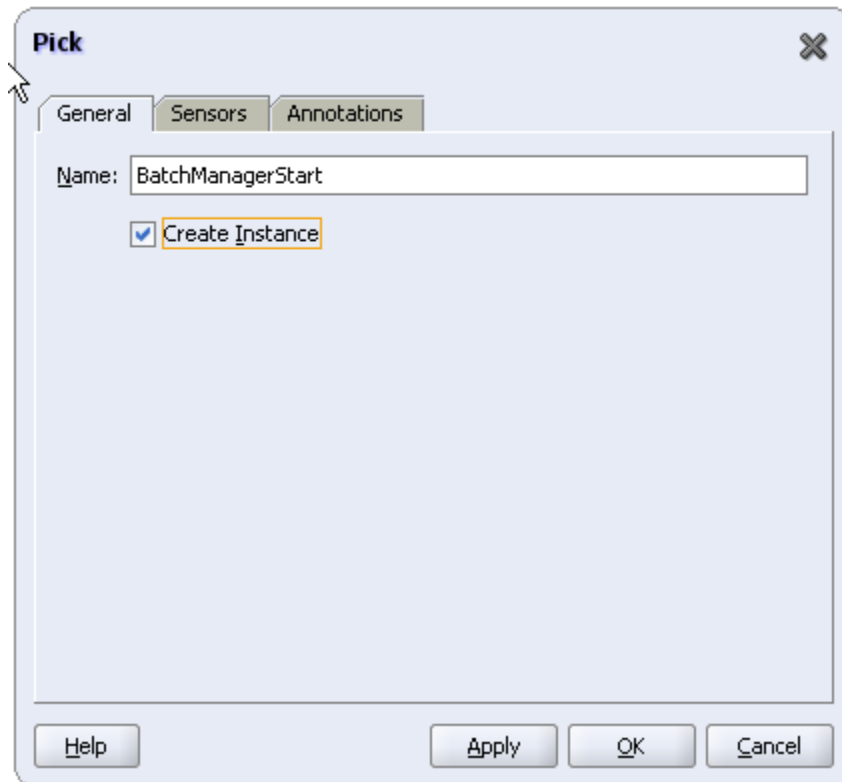 Pick
General Sensors Annotations
Name: BatchManagerStart
Create Instance
Help Apply OK Cancel